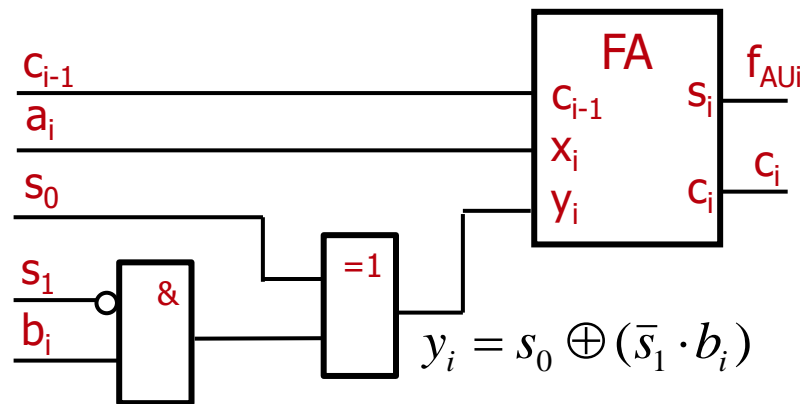 FA
c_{i-1}
f_{AUi}
c_{i-1} s_i
a_i
x_i
s_0
c_i c_i
y_i
s_1
=1
&
b_i
y_i = s_0 ⊕ (s̄_1 · b_i)